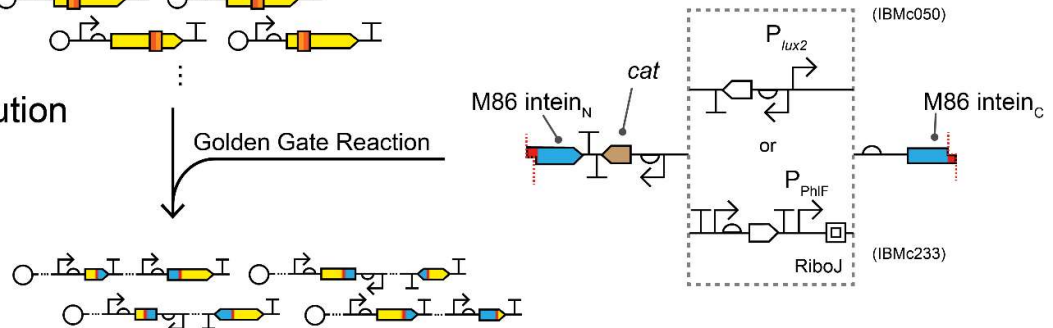 (IBMc050)
P lux2
cat
M86 intein N
M86 intein C
ution
Golden Gate Reaction
or
P PhlF
RiboJ
(IBMc233)